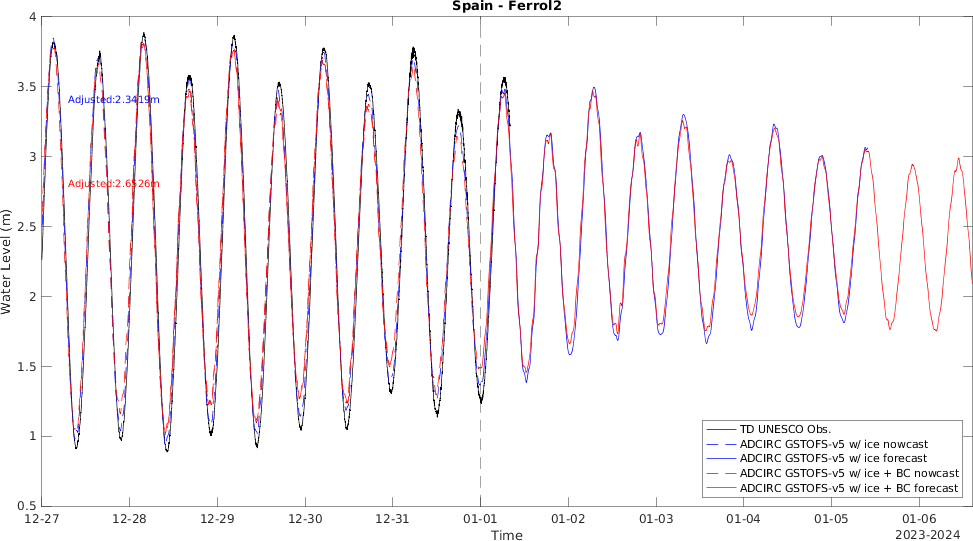 Spain - Ferrol2
4
3.5
3
2.5
2
1.5
1
0.5
Water Level (m)
Adjusted:2.3419m
Adjusted:2.6526m
TD UNESCO Obs.
ADCIRC GSTOFS-v5 w/ ice nowcast
ADCIRC GSTOFS-v5 w/ ice forecast
ADCIRC GSTOFS-v5 w/ ice + BC nowcast
ADCIRC GSTOFS-v5 w/ ice + BC forecast
12-27 12-28 12-29 12-30 12-31 01-01 01-02 01-03 01-04 01-05 01-06
Time
2023-2024